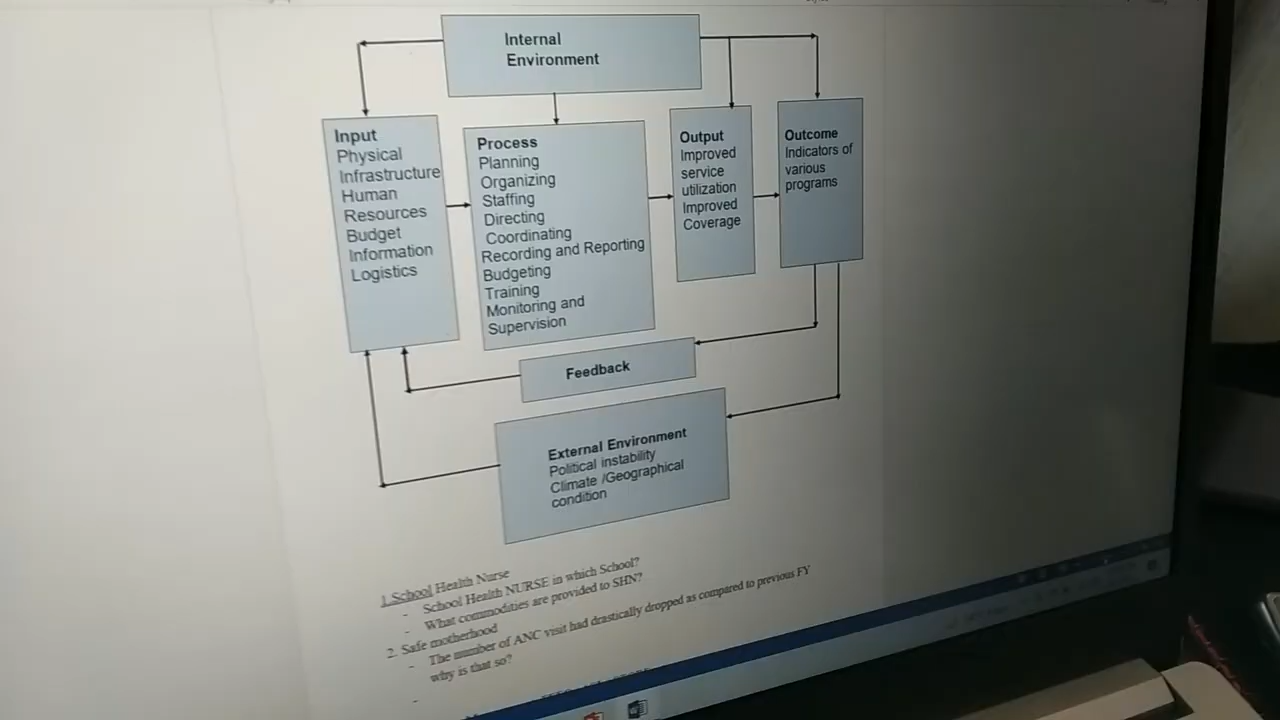 Internal
Environment
Input
Physical
Infrastructure
Human
Resources
Budget
Information
Logistics
Process
Planning
Organizing
Staffing
Directing
Coordinating
Recording and Reporting
Budgeting
Training
Monitoring and
Supervision
Output
Improved
service
utilization
Improved
Coverage
Outcome
Indicators of
various
programs
Feedback
External Environment
Political instability
Climate /Geographical
condition
1.School Health Nurse
- School Health NURSE in which School?
- What commodities are provided to SHN?
2. Safe motherhood
- The number of ANC visit had drastically dropped as compared to previous FY
why is that so?
-